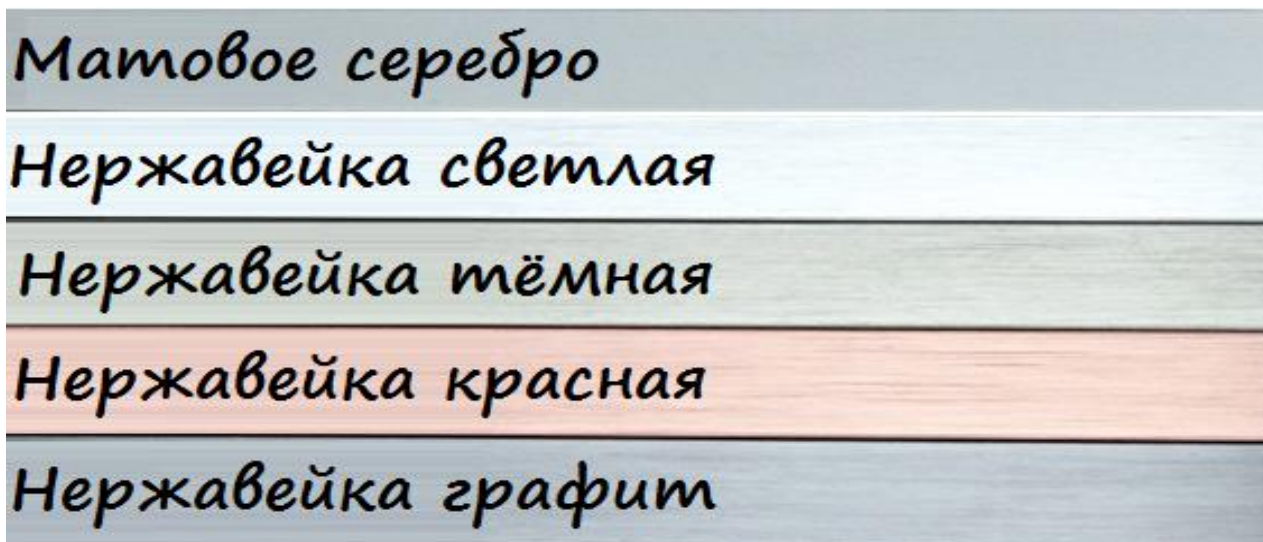 Матовое серебро
Нержавейка светлая
Нержавейка тёмная
Нержавейка красная
Нержавейка графит